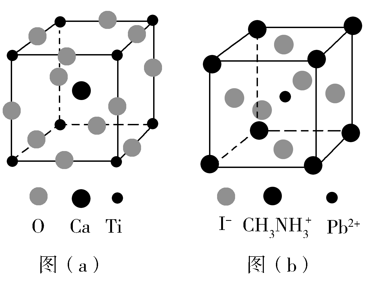 O Ca Ti
I⁻ CH₃NH₃⁺ Pb²⁺
图(a) 图(b)